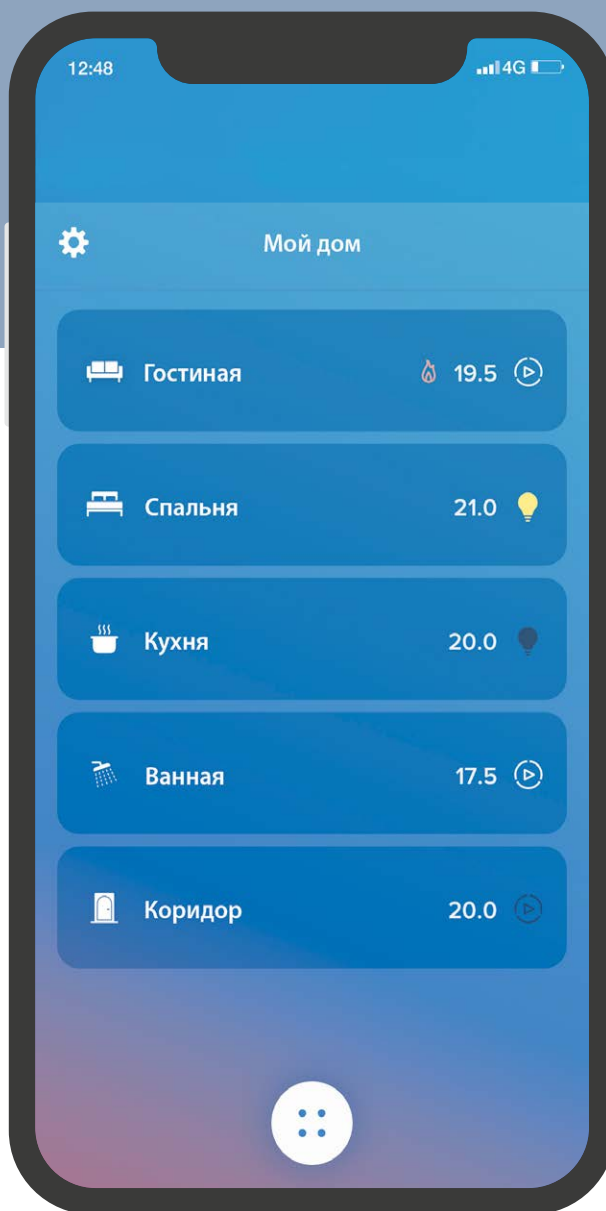 12:48 4G
Мой дом
Гостиная 19.5
Спальня 21.0
Кухня 20.0
Ванная 17.5
Коридор 20.0